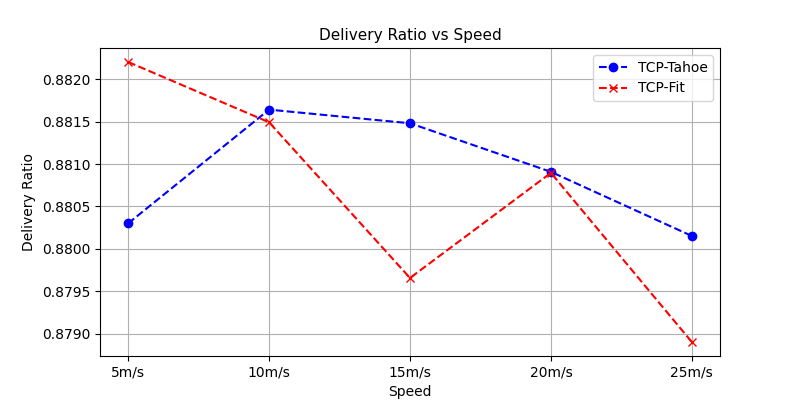 Delivery Ratio vs Speed
TCP-Tahoe
TCP-Fit
Delivery Ratio
0.8820
0.8815
0.8810
0.8805
0.8800
0.8795
0.8790
5m/s 10m/s 15m/s 20m/s 25m/s
Speed